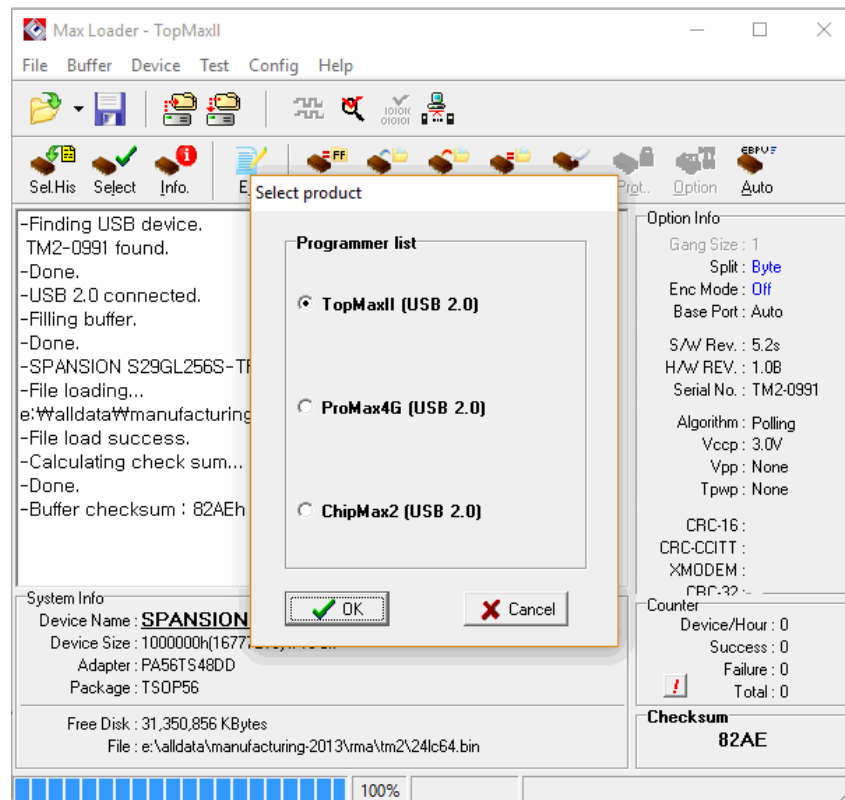 Max Loader - TopMaxII
File Buffer Device Test Config Help
Sel.His Select Info. Option Auto
Select product
Programmer list
TopMaxII (USB 2.0)
ProMax4G (USB 2.0)
ChipMax2 (USB 2.0)
OK Cancel
-Finding USB device.
TM2-0991 found.
-Done.
-USB 2.0 connected.
-Filling buffer.
-Done.
-SPANSION S29GL256S-
-File loading...
e:₩alldata₩manufacturing
-File load success.
-Calculating check sum...
-Done.
-Buffer checksum : 82AEh
Option Info
Gang Size : 1
Split : Byte
Enc Mode : Off
Base Port : Auto
S/W Rev. : 5.2s
H/W REV. : 1.0B
Serial No. : TM2-0991
Algorithm : Polling
Vccp : 3.0V
Vpp : None
Tpwp : None
CRC-16 :
CRC-CCITT :
XMODEM :
CRC-32 :
System Info
Device Name : SPANSION
Device Size : 1000000h(1677
Adapter : PA56TS48DD
Package : TSOP56
Free Disk : 31,350,856 KBytes
File : e:\alldata\manufacturing-2013\rma\tm2\24lc64.bin
Counter
Device/Hour : 0
Success : 0
Failure : 0
Total : 0
Checksum
82AE
100%